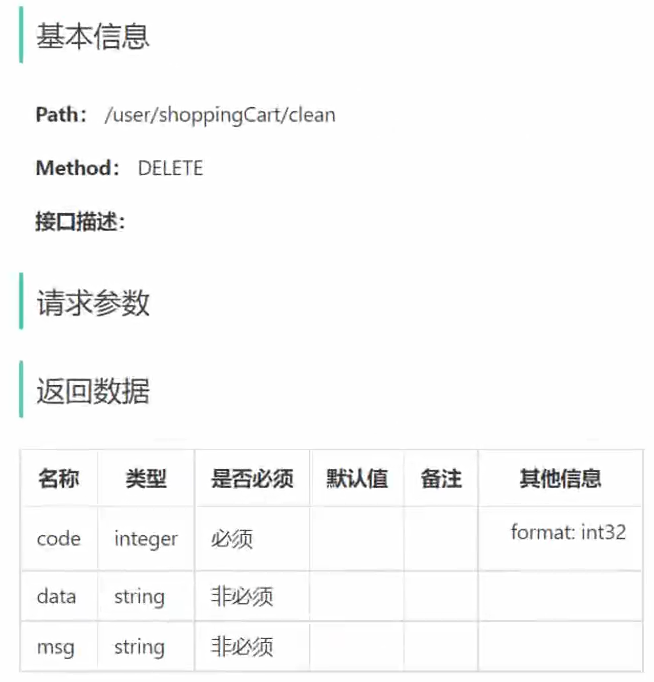 基本信息
Path： /user/shoppingCart/clean
Method： DELETE
接口描述：
请求参数
返回数据
名称 类型 是否必须 默认值 备注 其他信息
code integer 必须 format: int32
data string 非必须
msg string 非必须